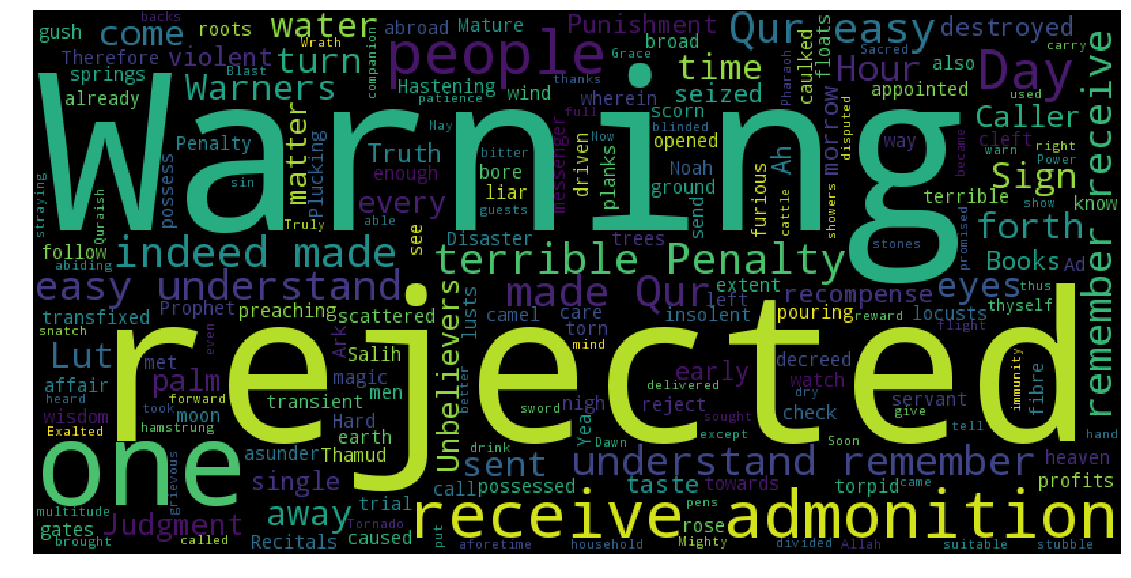 backs
gush
come
roots
water
abroad
Mature
Punishment
Qur easy
destroyed
Therefore
violent
Wrath
turn
companion
people
broad
time
Hour
also
Day
carry
springs
Blast
Grace
thanks
Hastening
wind
wherein
seized
caulked
floats
Pharaoh
Sacred
already
Warners
patience
full
scorn
appointed
Caller
used
receive
Warning
Nay
Now
blinded
opened
Ah
morrow
disputed
way
cleft
became
right
Penalty
Plucking
matter
Truth
bitter
messenger
driven
Noah
planks
ground
furious
warn
Power
possess
sin
enough
bore
liar
send
terrible
Sign
know
straying
Quraish
Truly
every
able
guests
cattle
showers
show
follow
indeed made
see
Disaster
trees
stones
promised
forth
remember
abiding
terrible Penalty
Books
Ad
thus
easy understand
Prophet
lusts
made Qur
extent
recompense
eyes
transfixed
preaching
scattered
camel
care
left
insolent
pouring
locusts
thyself
snatch
even
Ark
Unbelievers
torn
reward
flight
rejected
Lut
met
Salih
mind
early
decreed
immunity
fibre
affair
palm
magic
men
delivered
nigh
watch
servant
heard
took
forward
moon
transient
better
sword
reject
dry
check
wisdom
Hard
Year
sought
used
give
Exalted
hamstrung
earth
drink
Dawn
except
Soon
tell
hand
one
grievous
asunder
Thamud
sent
understand remember
heaven
single
trial
call
possessed
taste
towards
torpid
came
profits
multitude
away
receive admonition
pens
gates
Judgment
caused
Tornado
put
rose
brought
called
Recitals
aforetime
household
Mighty
divided
Allah
suitable
stubble